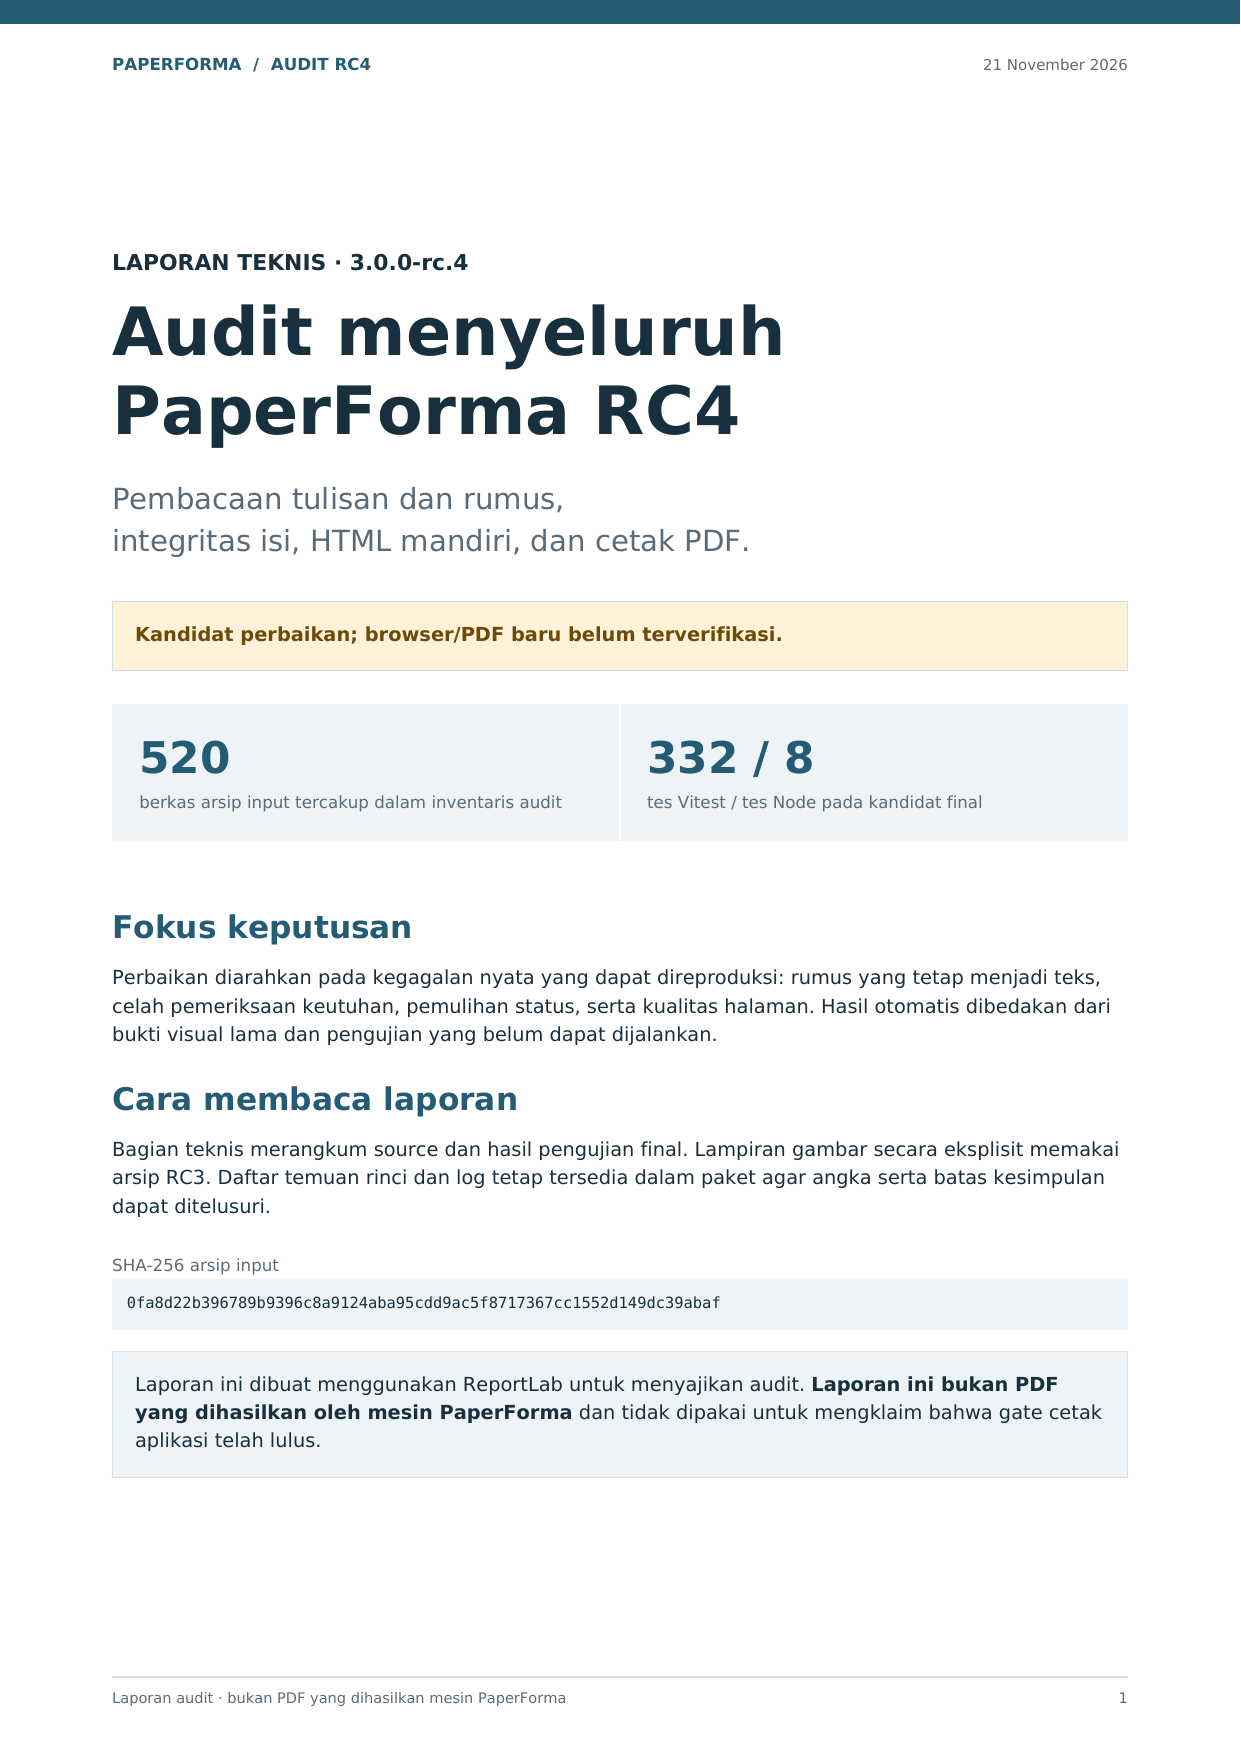 PAPERFORMA / AUDIT RC4
21 November 2026
LAPORAN TEKNIS · 3.0.0-rc.4
Audit menyeluruh
PaperForma RC4
Pembacaan tulisan dan rumus,
integritas isi, HTML mandiri, dan cetak PDF.
Kandidat perbaikan; browser/PDF baru belum terverifikasi.
520
berkas arsip input tercakup dalam inventaris audit
332 / 8
tes Vitest / tes Node pada kandidat final
Fokus keputusan
Perbaikan diarahkan pada kegagalan nyata yang dapat direproduksi: rumus yang tetap menjadi teks,
celah pemeriksaan keutuhan, pemulihan status, serta kualitas halaman. Hasil otomatis dibedakan dari
bukti visual lama dan pengujian yang belum dapat dijalankan.
Cara membaca laporan
Bagian teknis merangkum source dan hasil pengujian final. Lampiran gambar secara eksplisit memakai
arsip RC3. Daftar temuan rinci dan log tetap tersedia dalam paket agar angka serta batas kesimpulan
dapat ditelusuri.
SHA-256 arsip input
0fa8d22b396789b9396c8a9124aba95cdd9ac5f8717367cc1552d149dc39abaf
Laporan ini dibuat menggunakan ReportLab untuk menyajikan audit. Laporan ini bukan PDF
yang dihasilkan oleh mesin PaperForma dan tidak dipakai untuk mengklaim bahwa gate cetak
aplikasi telah lulus.
Laporan audit · bukan PDF yang dihasilkan mesin PaperForma
1